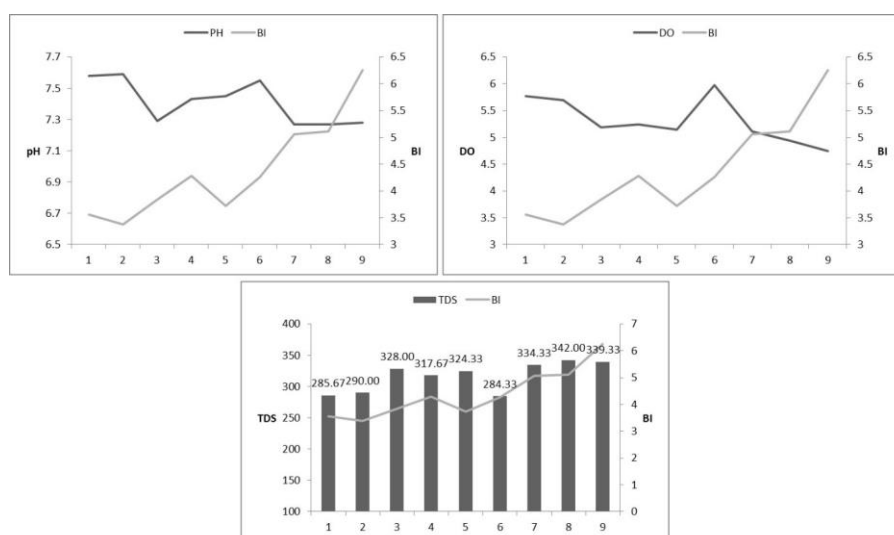 PH BI
7.7 6.5
7.5 6
7.3 5.5
7.1 5
pH BI
6.9 4.5
4
6.7 3.5
6.5 3
1 2 3 4 5 6 7 8 9
DO BI
6.5 6.5
6 6
5.5 5.5
5 5
DO BI
4.5 4.5
4 4
3.5 3.5
3 3
1 2 3 4 5 6 7 8 9
TDS BI
400 7
350 6
300 5
250 4
TDS BI
200 3
150 2
1
100 0
285.67 290.00 328.00 317.67 324.33 284.33 334.33 342.00 339.33
1 2 3 4 5 6 7 8 9